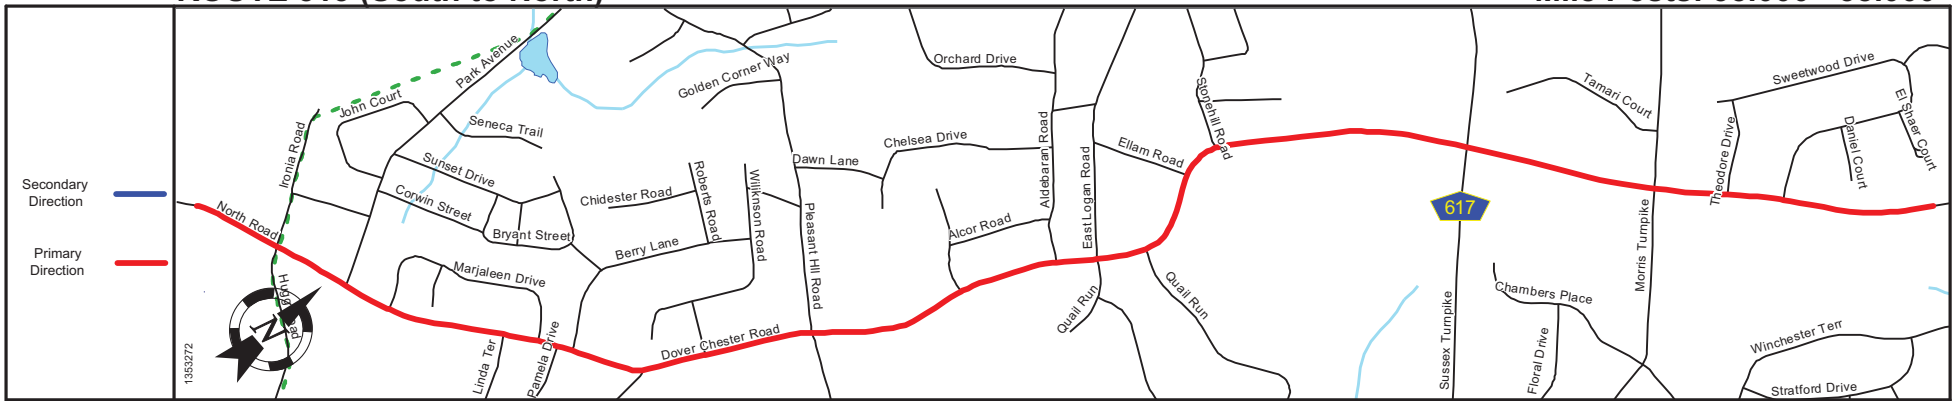 Secondary
Direction
Primary
Direction
1353272
North Road
Ironia Road
John Court
Park Avenue
Seneca Trail
Sunset Drive
Corwin Street
Bryant Street
Marjaleen Drive
Linda Ter
Pamela Drive
Chidester Road
Roberts Road
Berry Lane
Wilkinson Road
Dover Chester Road
Golden Corner Way
Dawn Lane
Pleasant HIl Road
Chelsea Drive
Orchard Drive
Alcor Road
Aldebaran Road
East Logan Road
Ellam Road
Stonehill Road
Quail Run
Quail Run
617
Sussex Turnpike
Tamari Court
Morris Turnpike
Chambers Place
Floral Drive
Theodore Drive
Sweetwood Drive
El Shaer Court
Daniel Court
Winchester Terr
Stratford Drive
N